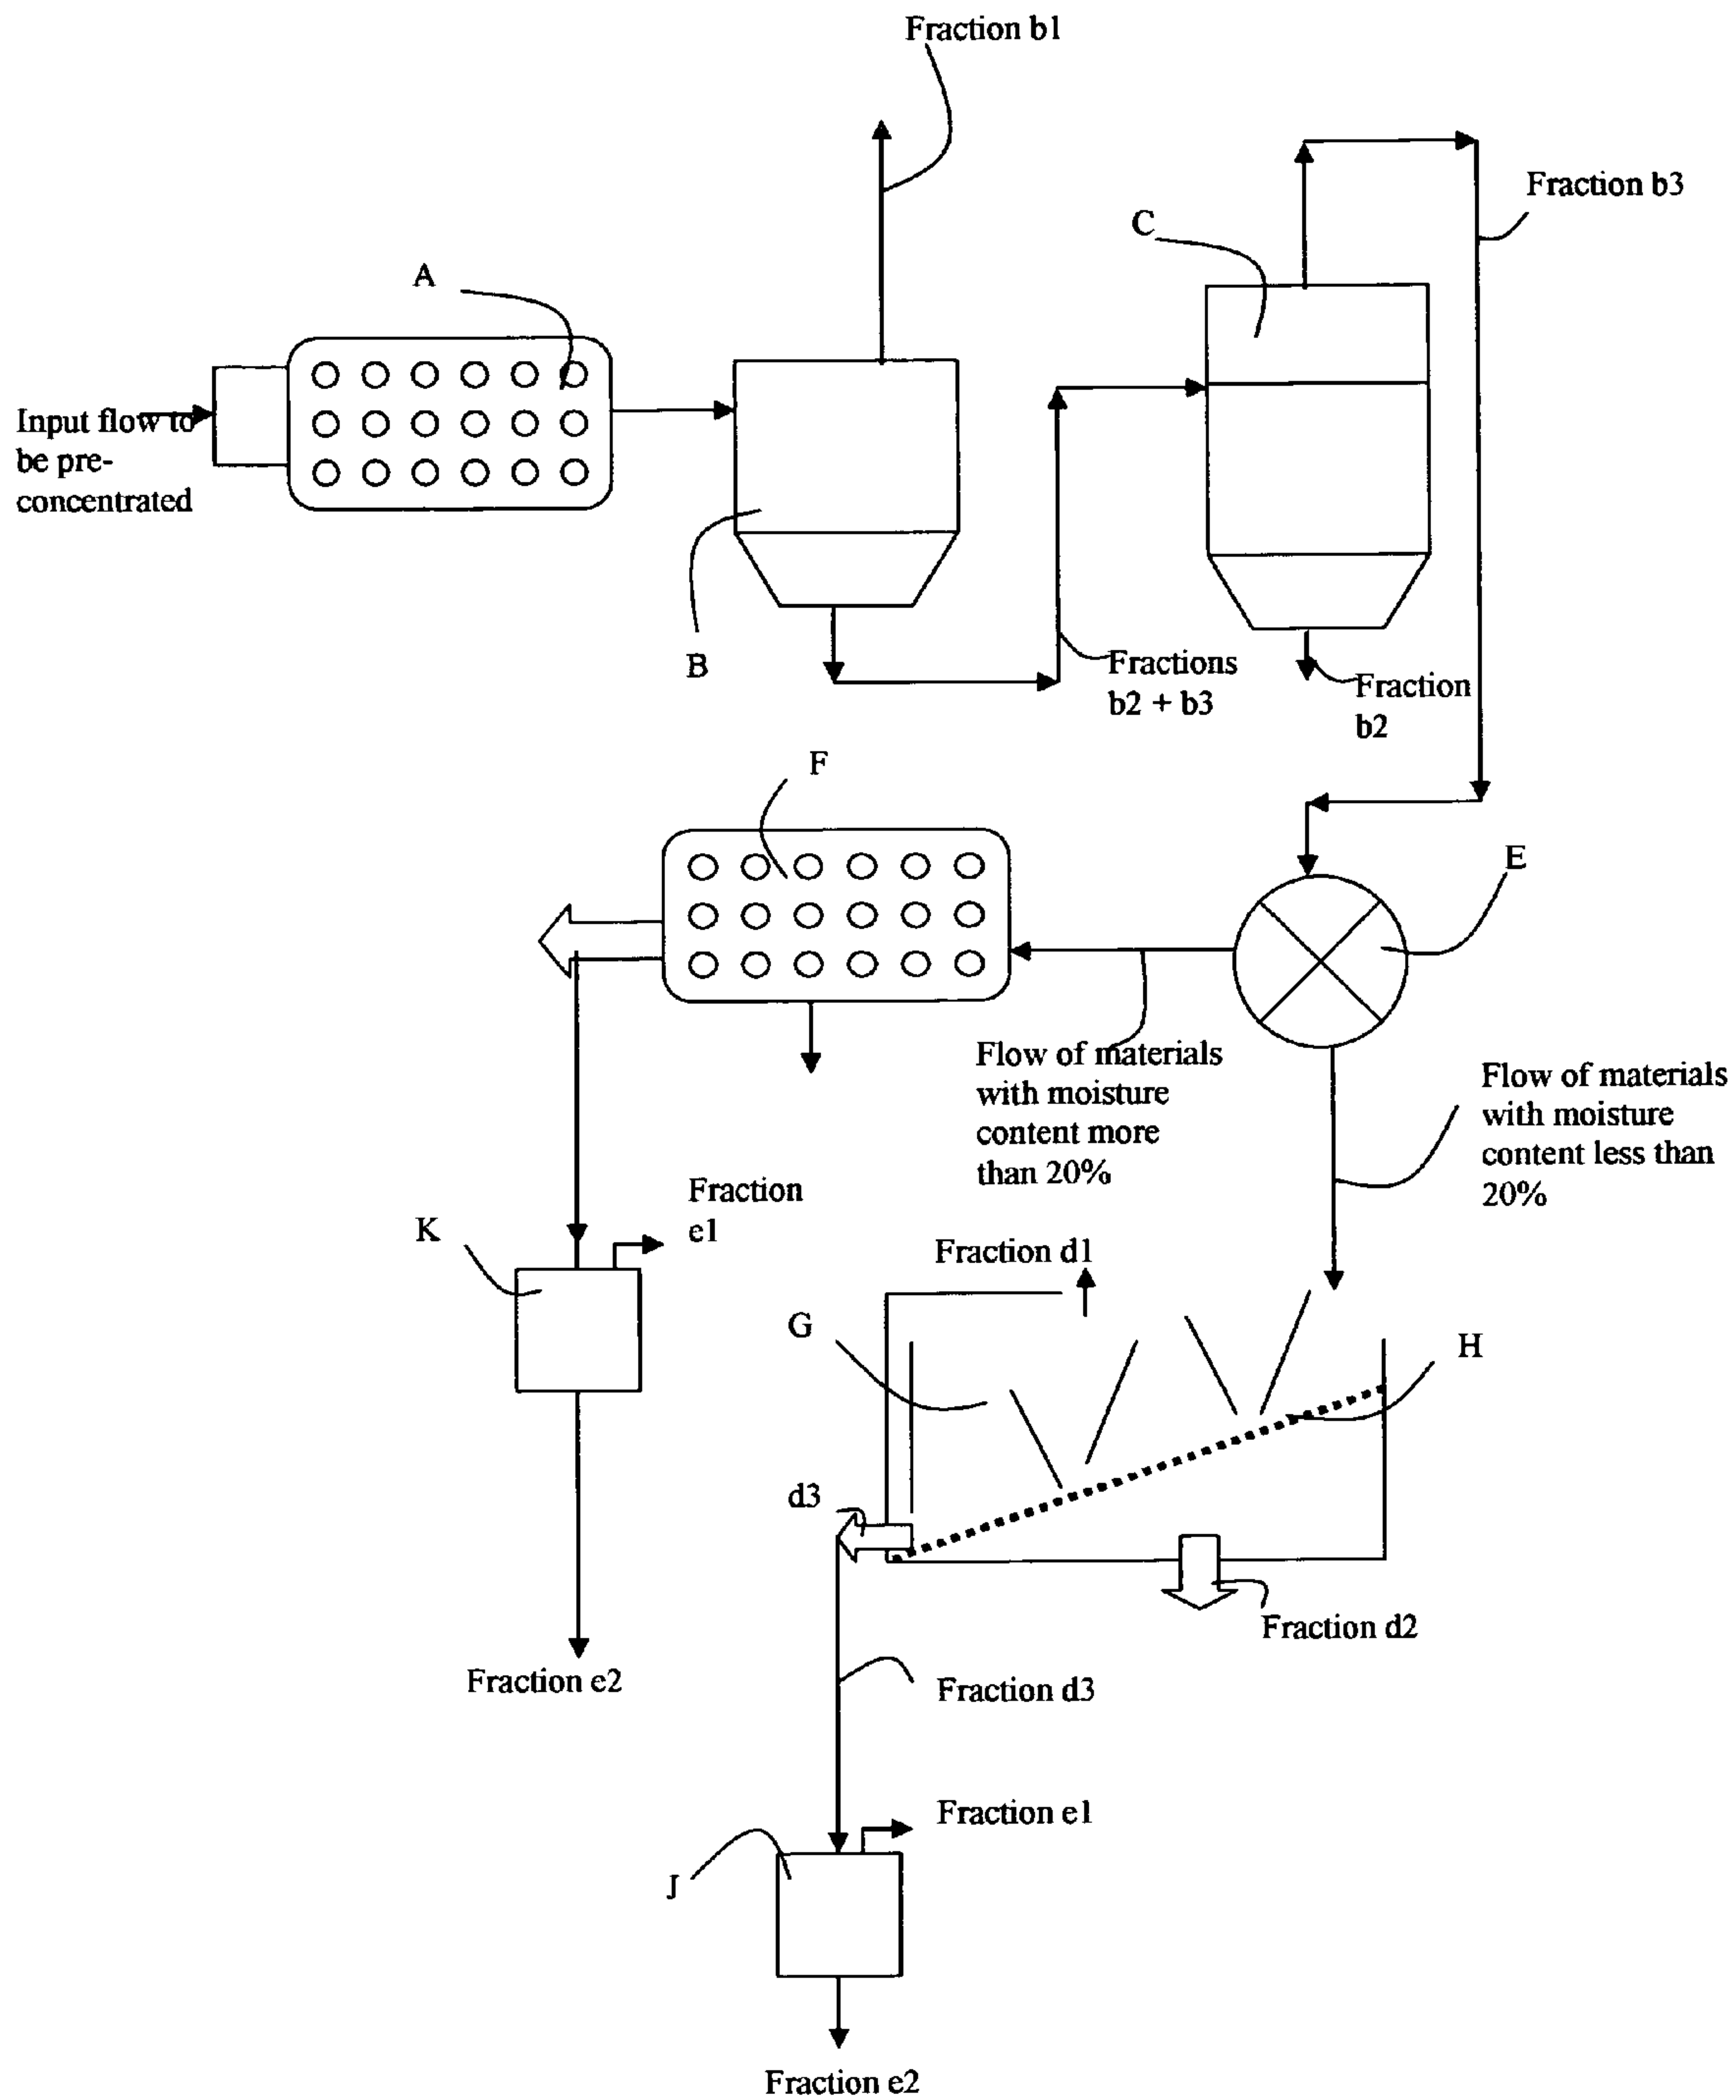 Fraction b1
Fraction b3
C
A
Input flow to
be pre-
concentrated
B
Fractions
b2 + b3
Fraction
b2
F
E
Flow of materials
with moisture
content more
than 20%
Flow of materials
with moisture
content less than
20%
Fraction
e1
K
Fraction d1
G
H
d3
Fraction d2
Fraction e2
Fraction d3
Fraction e1
J
Fraction e2